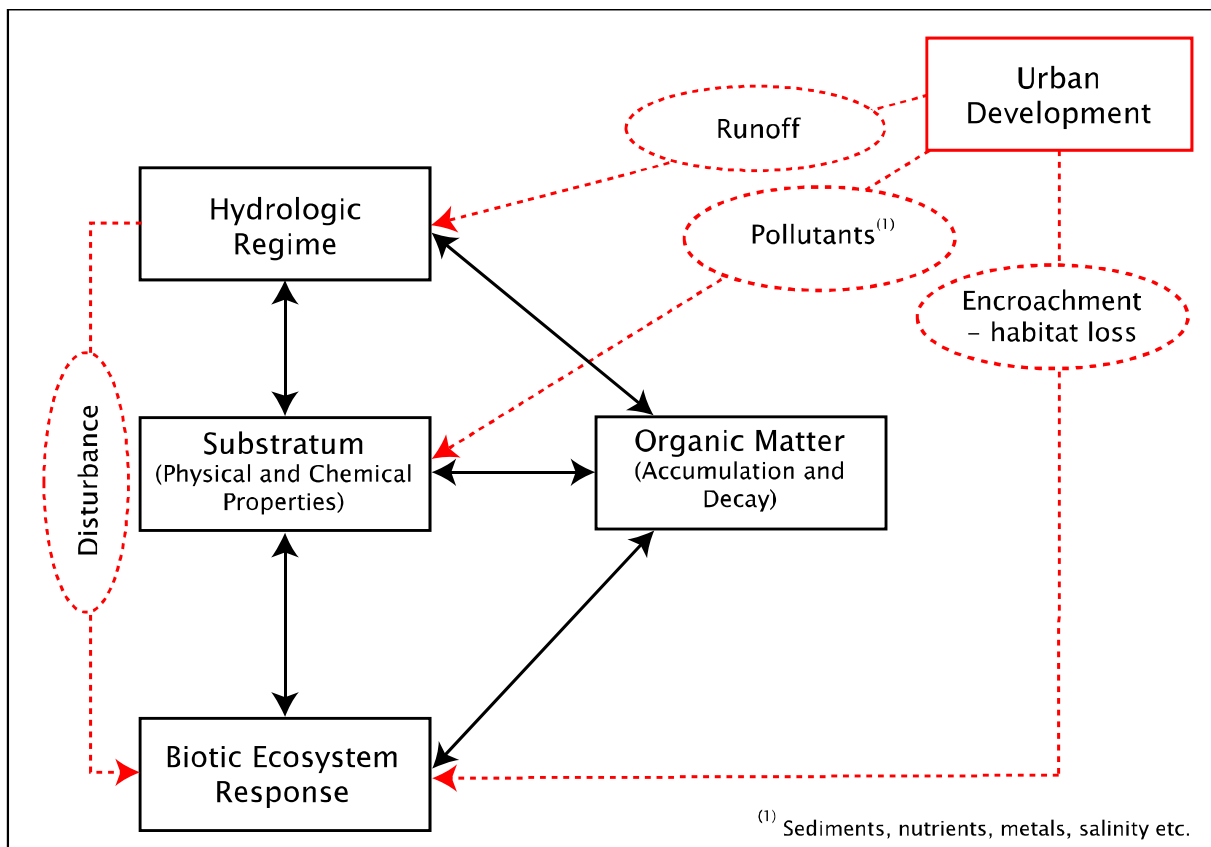 Urban
Development
Runoff
Hydrologic
Regime
Pollutants(1)
Encroachment
– habitat loss
Disturbance
Substratum
(Physical and Chemical
Properties)
Organic Matter
(Accumulation and
Decay)
Biotic Ecosystem
Response
(1) Sediments, nutrients, metals, salinity etc.